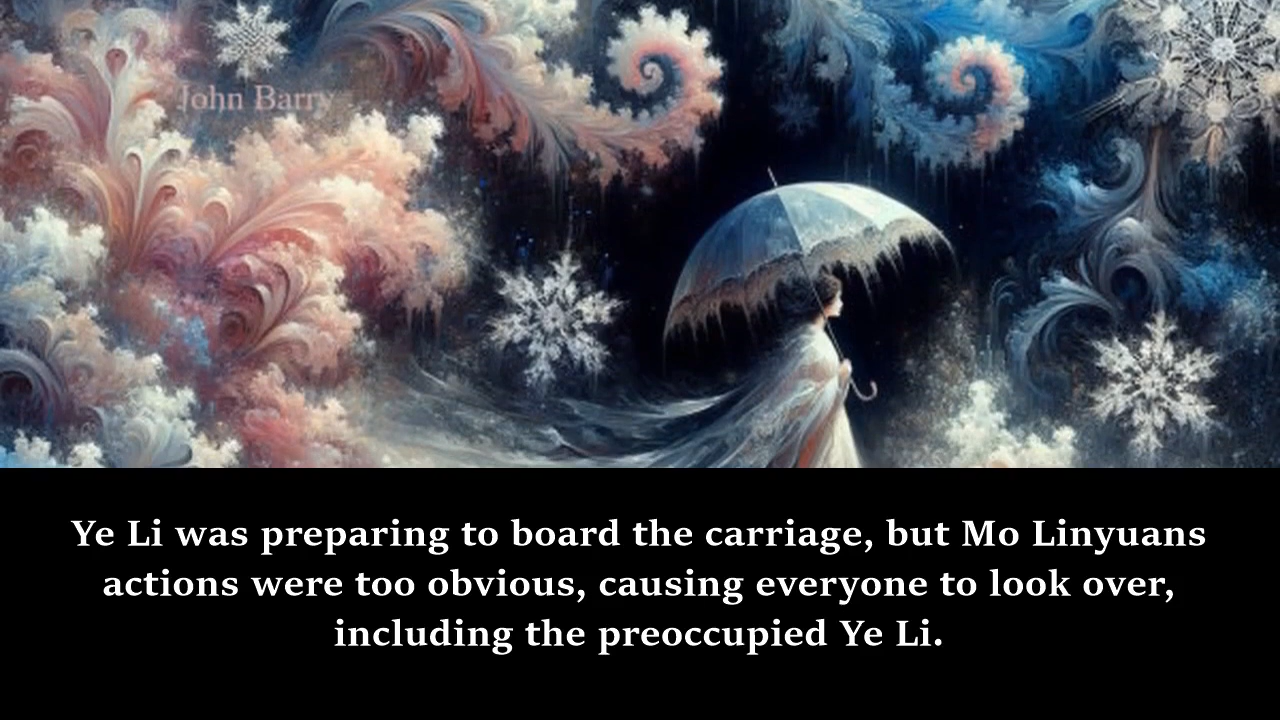 John Barry
Ye Li was preparing to board the carriage, but Mo Linyuans
actions were too obvious, causing everyone to look over,
including the preoccupied Ye Li.